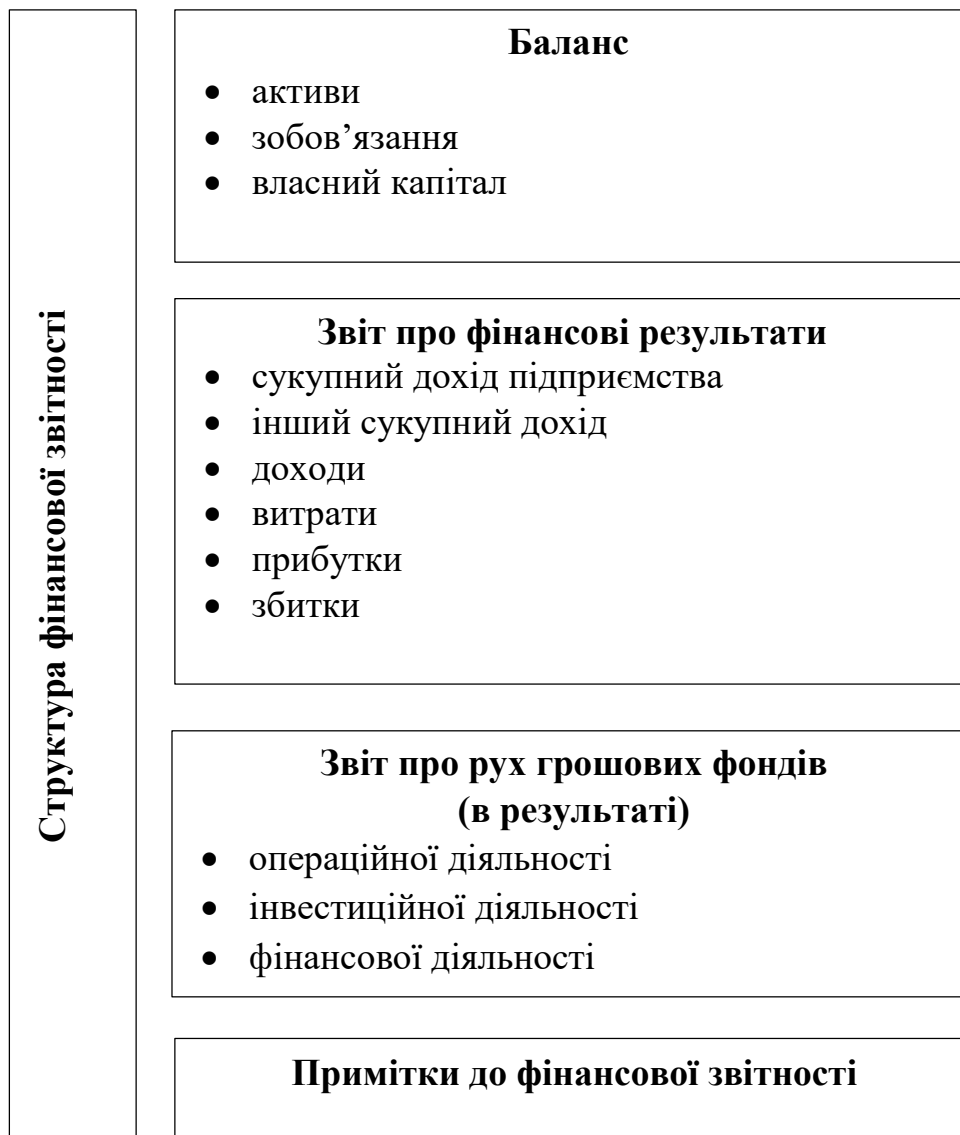 Структура фінансової звітності
Баланс
• активи
• зобов’язання
• власний капітал
Звіт про фінансові результати
• сукупний дохід підприємства
• інший сукупний дохід
• доходи
• витрати
• прибутки
• збитки
Звіт про рух грошових фондів
(в результаті)
• операційної діяльності
• інвестиційної діяльності
• фінансової діяльності
Примітки до фінансової звітності